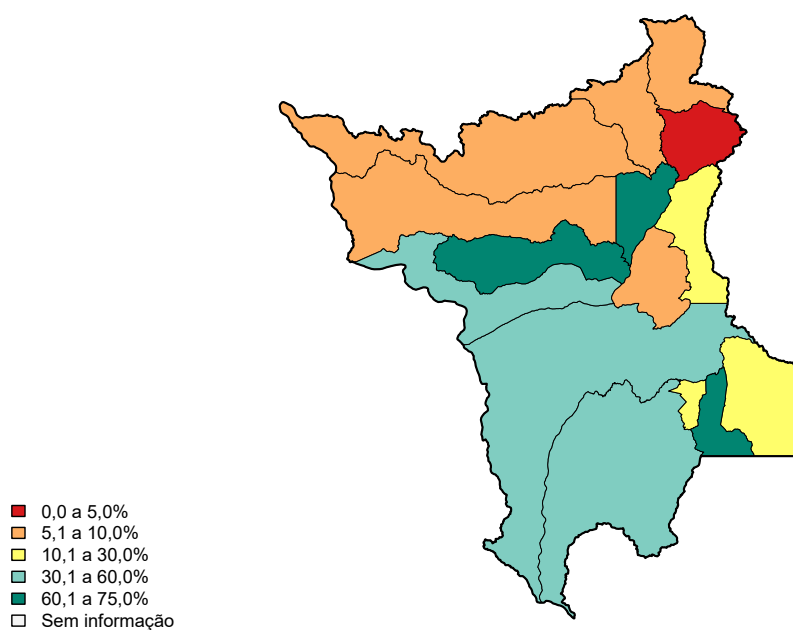 0,0 a 5,0%
5,1 a 10,0%
10,1 a 30,0%
30,1 a 60,0%
60,1 a 75,0%
Sem informação